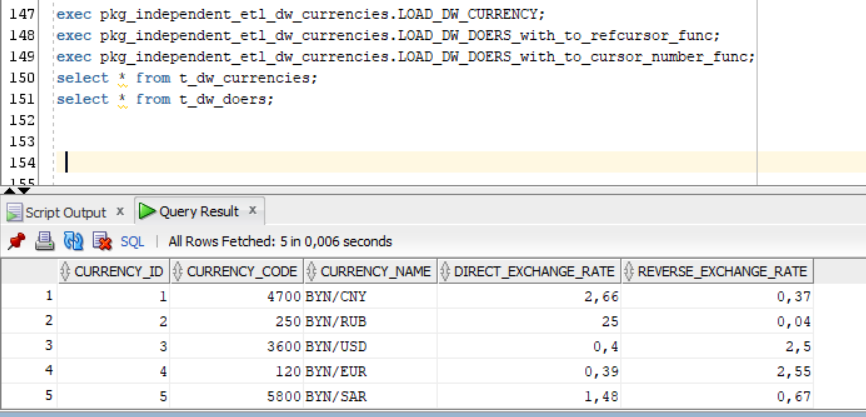 147 exec pkg_independent_etl_dw_currencies.LOAD_DW_CURRENCY;
148 exec pkg_independent_etl_dw_currencies.LOAD_DW_DOERS_with_to_refcursor_func;
149 exec pkg_independent_etl_dw_currencies.LOAD_DW_DOERS_with_to_cursor_number_func;
150 select * from t_dw_currencies;
151 select * from t_dw_doers;
152
153
154
155
Script Output x Query Result x
SQL | All Rows Fetched: 5 in 0,006 seconds
CURRENCY_ID CURRENCY_CODE CURRENCY_NAME DIRECT_EXCHANGE_RATE REVERSE_EXCHANGE_RATE
1 1 4700 BYN/CNY 2,66 0,37
2 2 250 BYN/RUB 25 0,04
3 3 3600 BYN/USD 0,4 2,5
4 4 120 BYN/EUR 0,39 2,55
5 5 5800 BYN/SAR 1,48 0,67